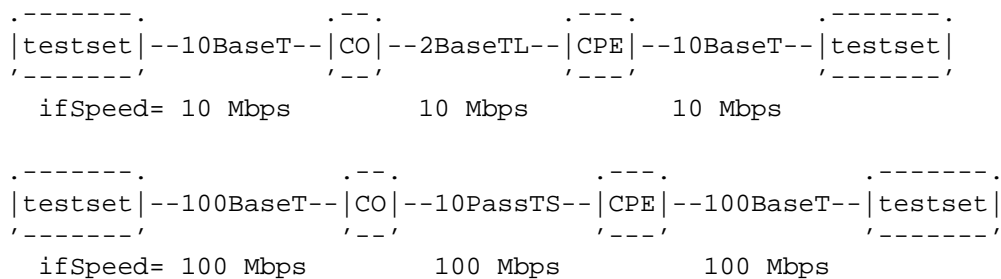 .-------.            .--.            .---.            .-------.
|testset|--10BaseT--|CO|--2BaseTL--|CPE|--10BaseT--|testset|
'-------'            '--'            '---'            '-------'
ifSpeed= 10 Mbps        10 Mbps        10 Mbps
.-------.             .--.             .---.             .-------.
|testset|--100BaseT--|CO|--10PassTS--|CPE|--100BaseT--|testset|
'-------'             '--'             '---'             '-------'
ifSpeed= 100 Mbps        100 Mbps        100 Mbps